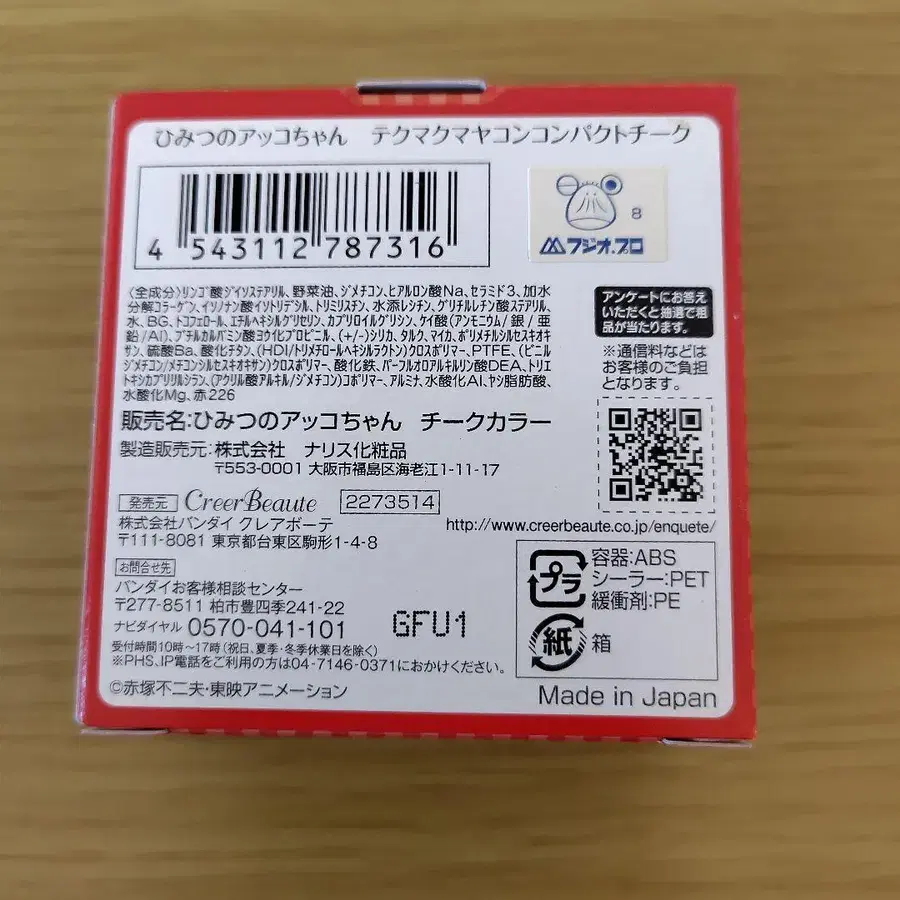 ひみつのアッコちゃん テクマクマヤコンコンパクトチーク
4 543112 787316
8
フジオ・プロ
〈全成分〉リンゴ酸ジイソステアリル、野菜油、ジメチコン、ヒアルロン酸Na、セラミド3、加水
分解コラーゲン、イソノナン酸イソトリデシル、トリミリスチン、水添レシチン、グリチルレチン酸ステアリル、
水、BG、トコフェロール、エチルヘキシルグリセリン、カプリロイルグリシン、ケイ酸(アンモニウム/銀/亜
鉛/Al)、ブチルカルバミン酸ヨウ化プロピニル、(+/-)シリカ、タルク、マイカ、ポリメチルシルセスキオキ
サン、硫酸Ba、酸化チタン、(HDI/トリメチロールヘキシルラクトン)クロスポリマー、PTFE、(ビニル
ジメチコン/メチコンシルセスキオキサン)クロスポリマー、酸化鉄、パーフルオロアルキルリン酸DEA、トリエ
トキシカプリリルシラン、(アクリル酸アルキル/ジメチコン)コポリマー、アルミナ、水酸化Al、ヤシ脂肪酸、
水酸化Mg、赤226
アンケートにお答え
いただくと抽選で粗
品が当たります。
※通信料などは
お客様のご負担
となります。
販売名:ひみつのアッコちゃん チークカラー
製造販売元:株式会社 ナリス化粧品
〒553-0001 大阪市福島区海老江1-11-17
発売元 CreerBeaute 2273514
株式会社バンダイ クレアボーテ
〒111-8081 東京都台東区駒形1-4-8
http://www.creerbeaute.co.jp/enquete/
お問合せ先
バンダイお客様相談センター
〒277-8511 柏市豊四季241-22
ナビダイヤル 0570-041-101
受付時間10時~17時(祝日、夏季・冬季休業日を除く)
※PHS、IP電話をご利用の方は04-7146-0371におかけください。
GFU1
プラ
容器:ABS
シーラー:PET
緩衝剤:PE
紙
箱
©赤塚不二夫・東映アニメーション
Made in Japan